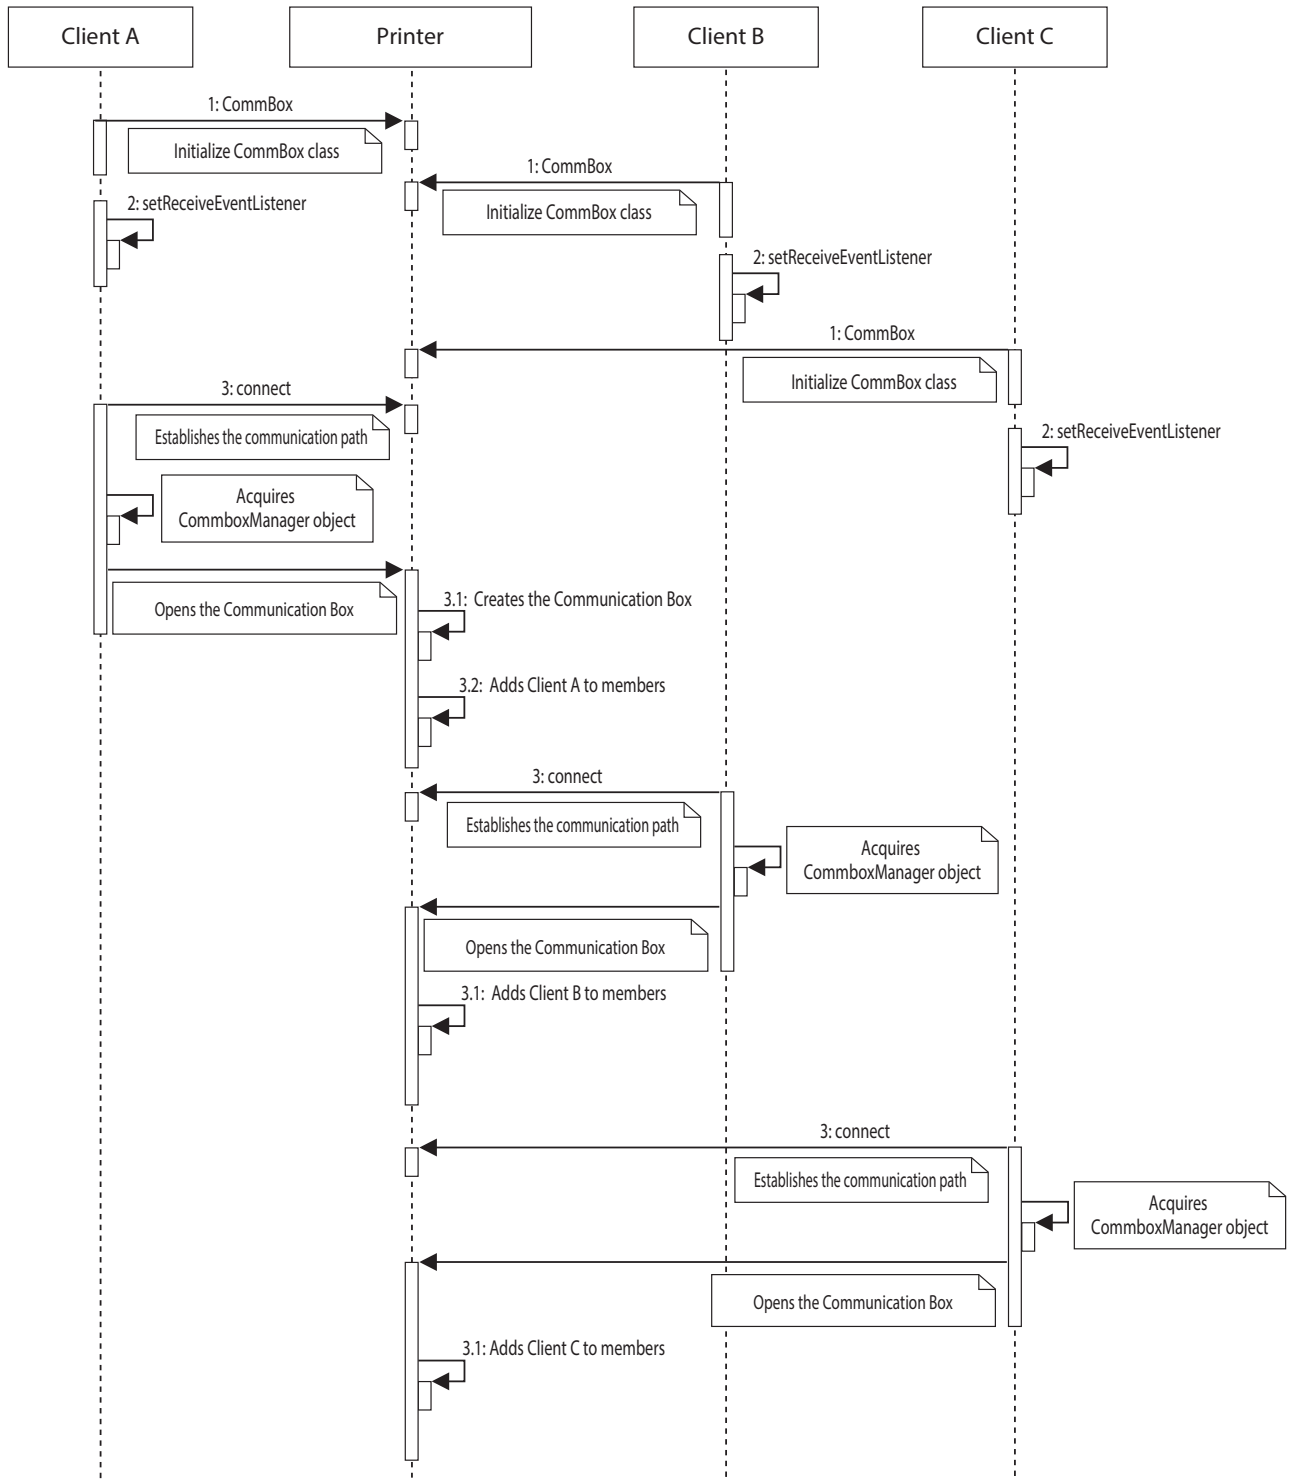 Client A
Printer
Client B
Client C
1: CommBox
Initialize CommBox class
1: CommBox
2: setReceiveEventListener
Initialize CommBox class
2: setReceiveEventListener
1: CommBox
Initialize CommBox class
3: connect
2: setReceiveEventListener
Establishes the communication path
Acquires
CommboxManager object
3.1: Creates the Communication Box
Opens the Communication Box
3.2: Adds Client A to members
3: connect
Establishes the communication path
Acquires
CommboxManager object
Opens the Communication Box
3.1: Adds Client B to members
3: connect
Establishes the communication path
Acquires
CommboxManager object
Opens the Communication Box
3.1: Adds Client C to members